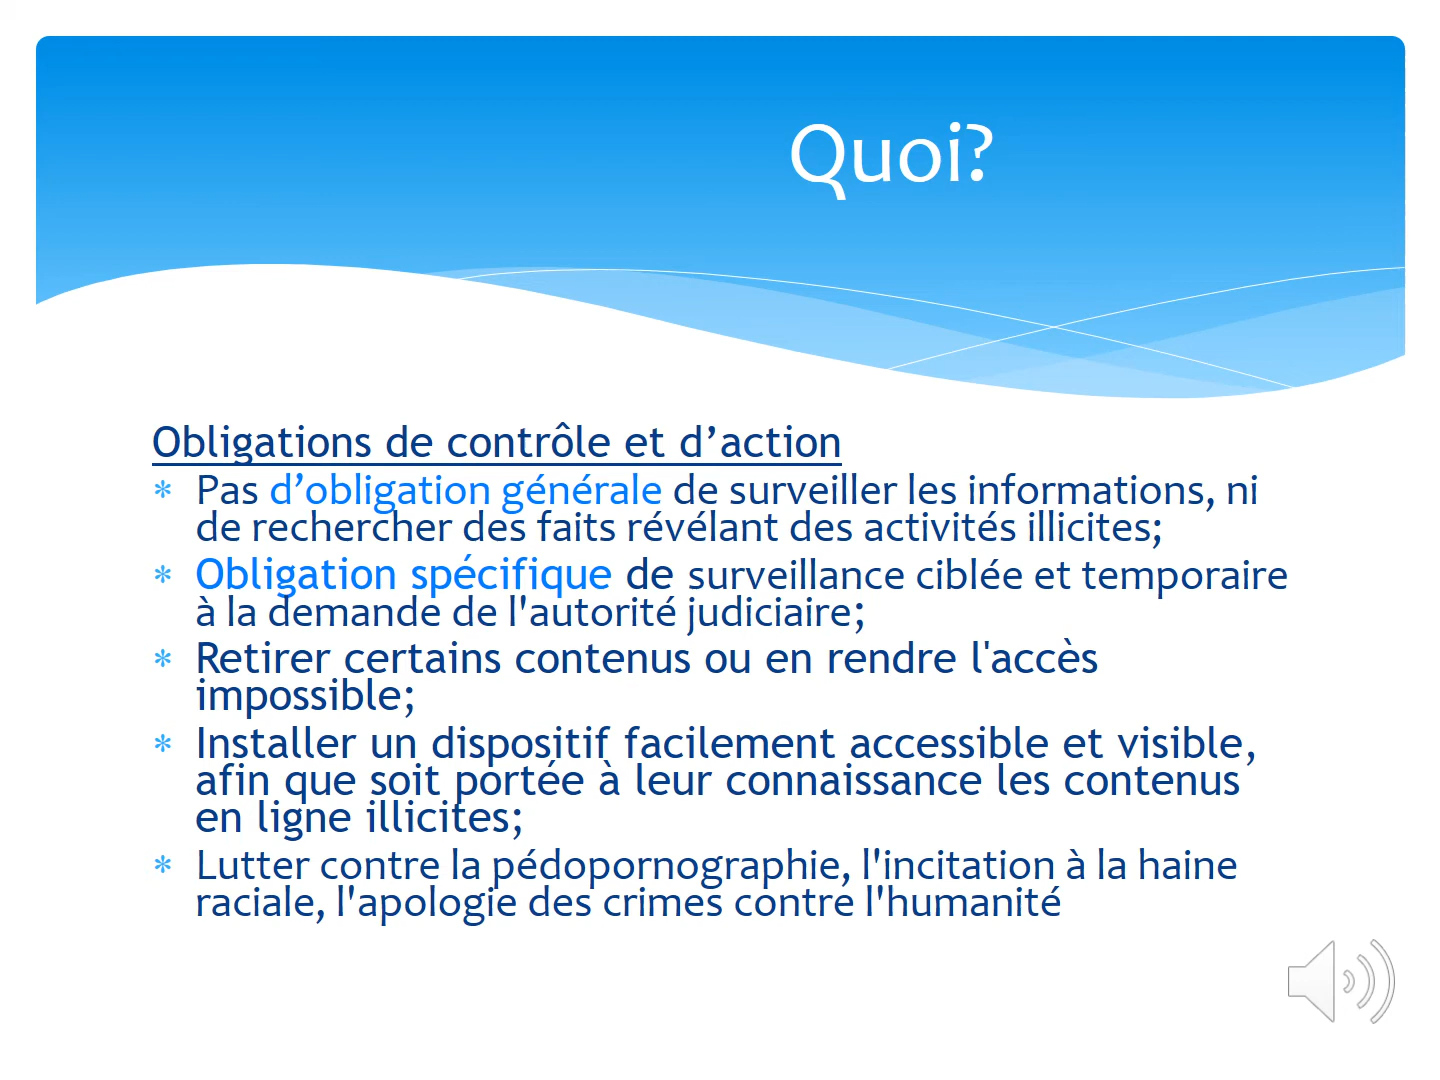 Quoi?
Obligations de contrôle et d’action
* Pas d’obligation générale de surveiller les informations, ni
de rechercher des faits révélant des activités illicites;
* Obligation spécifique de surveillance ciblée et temporaire
à la demande de l'autorité judiciaire;
* Retirer certains contenus ou en rendre l'accès
impossible;
* Installer un dispositif facilement accessible et visible,
afin que soit portée à leur connaissance les contenus
en ligne illicites;
* Lutter contre la pédopornographie, l'incitation à la haine
raciale, l'apologie des crimes contre l'humanité